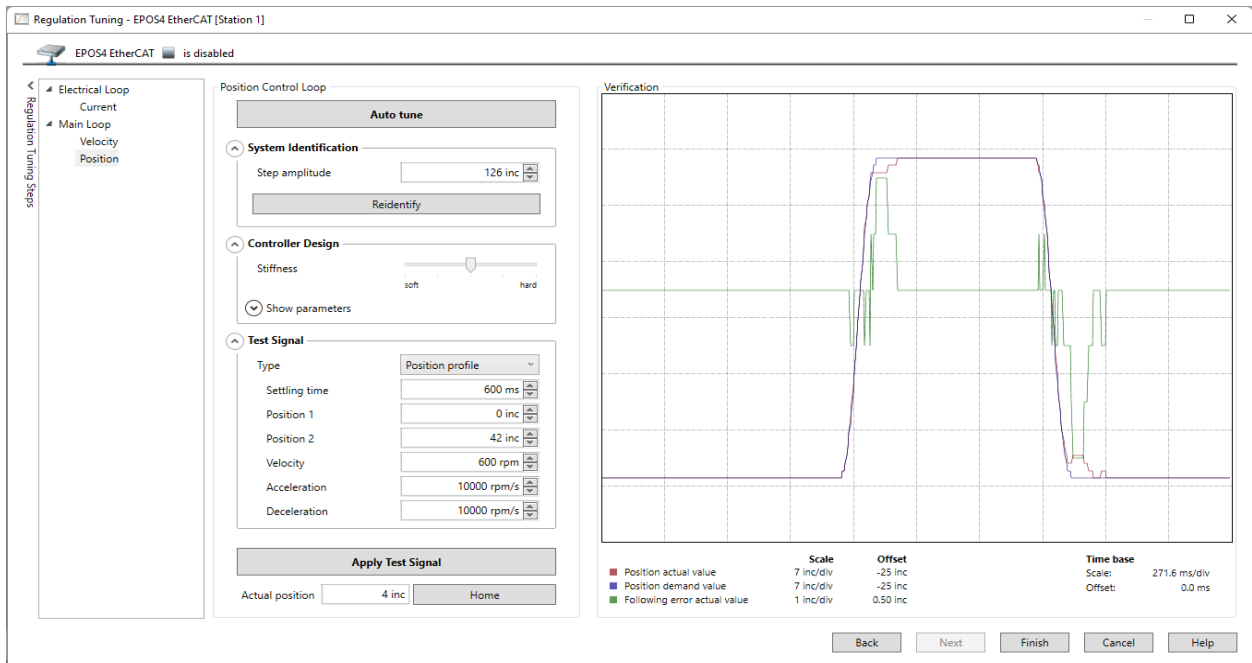 Regulation Tuning - EPOS4 EtherCAT [Station 1]
EPOS4 EtherCAT is disabled
Regulation Tuning Steps
Electrical Loop
Current
Main Loop
Velocity
Position
Position Control Loop
Auto tune
System Identification
Step amplitude 126 inc
Reidentify
Controller Design
Stiffness
soft hard
Show parameters
Test Signal
Type Position profile
Settling time 600 ms
Position 1 0 inc
Position 2 42 inc
Velocity 600 rpm
Acceleration 10000 rpm/s
Deceleration 10000 rpm/s
Apply Test Signal
Actual position 4 inc Home
Verification
Scale Offset Time base
Position actual value 7 inc/div -25 inc Scale: 271.6 ms/div
Position demand value 7 inc/div -25 inc Offset: 0.0 ms
Following error actual value 1 inc/div 0.50 inc
Back Next Finish Cancel Help